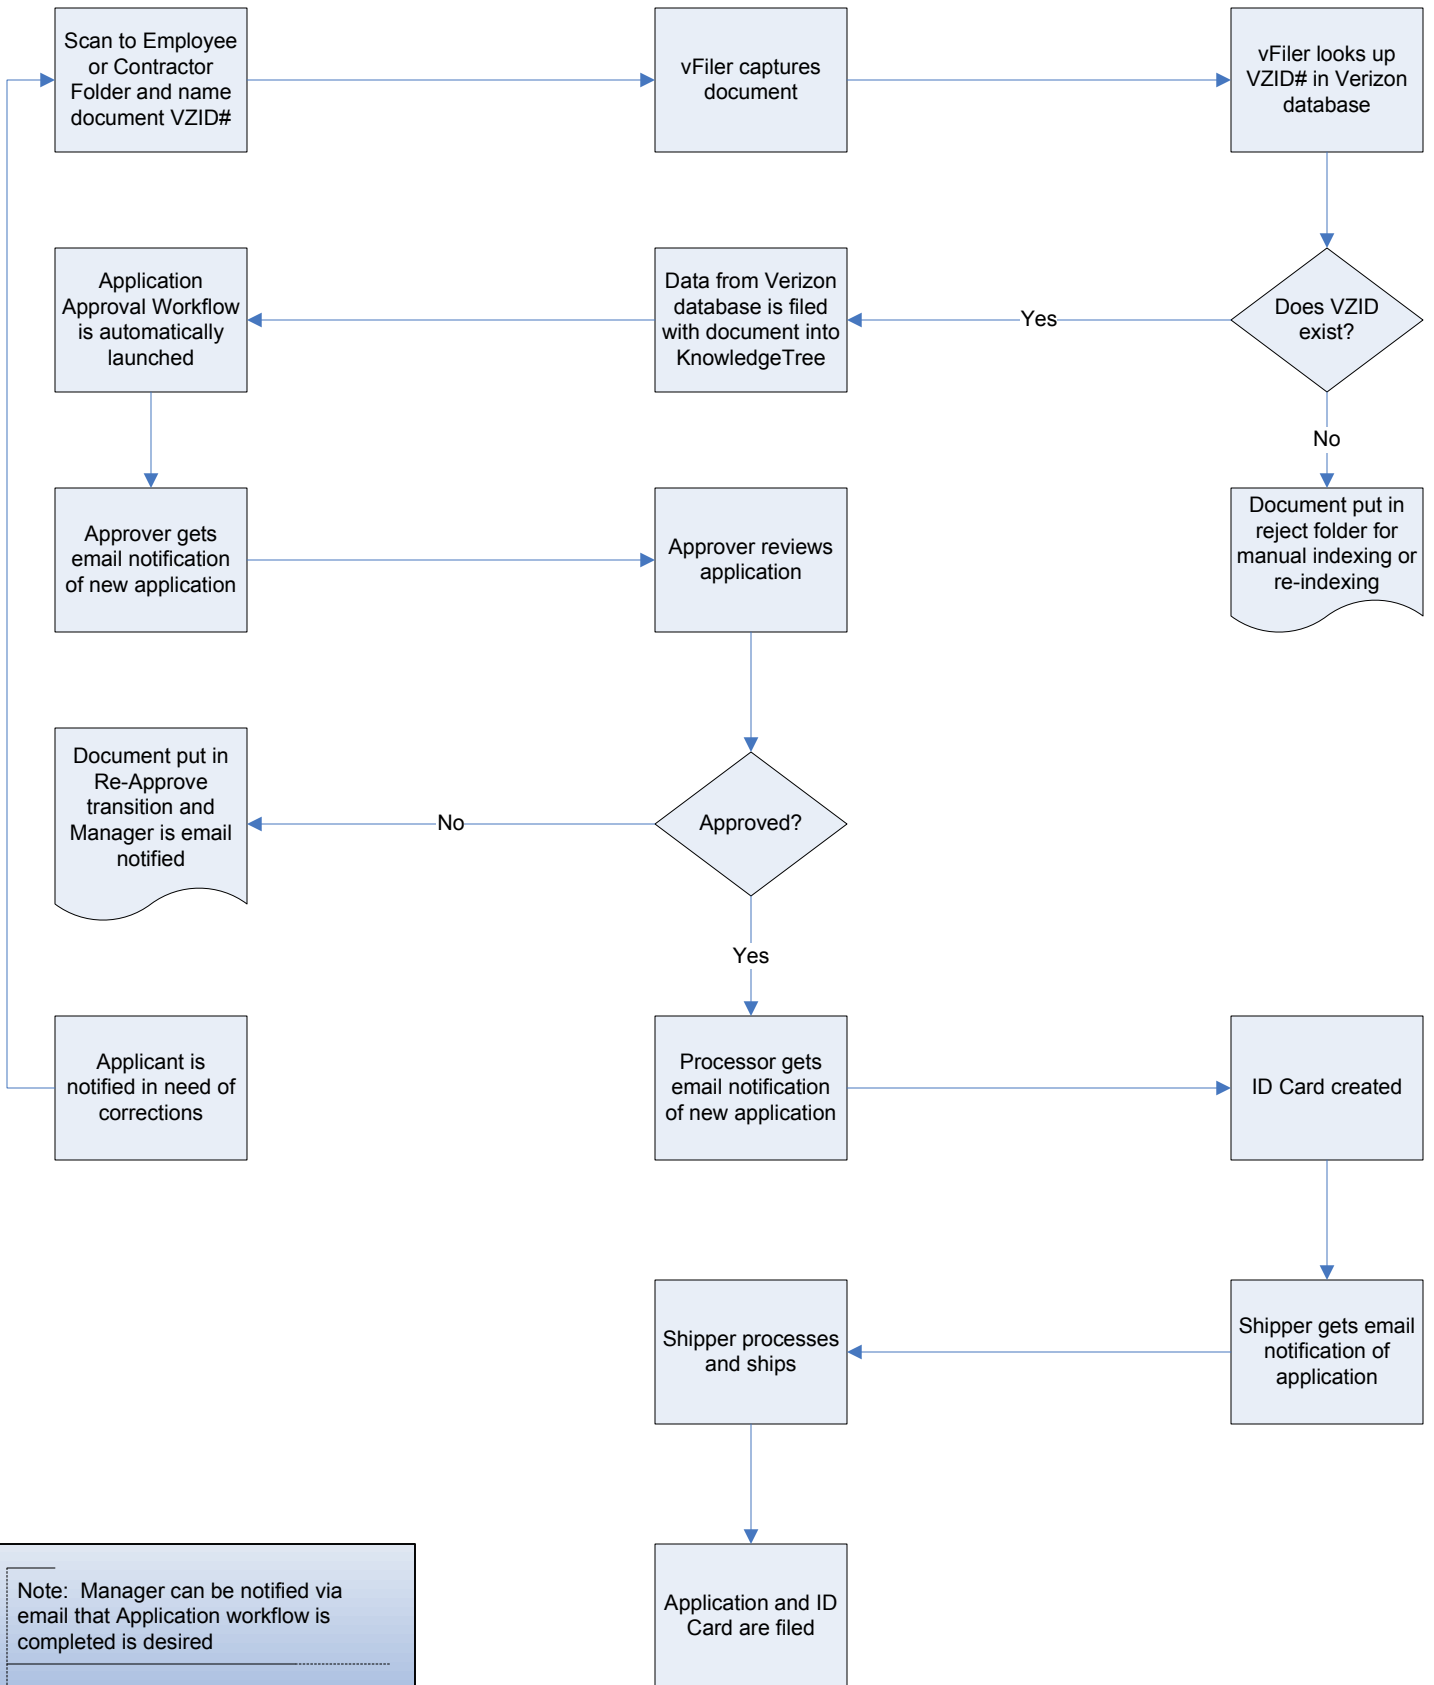 Scan to Employee
or Contractor
Folder and name
document VZID#
vFiler captures
document
vFiler looks up
VZID# in Verizon
database
Application
Approval Workflow
is automatically
launched
Data from Verizon
database is filed
with document into
KnowledgeTree
Yes
Does VZID
exist?
No
Approver gets
email notification
of new application
Approver reviews
application
Document put in
reject folder for
manual indexing or
re-indexing
Document put in
Re-Approve
transition and
Manager is email
notified
No
Approved?
Yes
Applicant is
notified in need of
corrections
Processor gets
email notification
of new application
ID Card created
Shipper processes
and ships
Shipper gets email
notification of
application
Note:  Manager can be notified via
email that Application workflow is
completed is desired
Application and ID
Card are filed